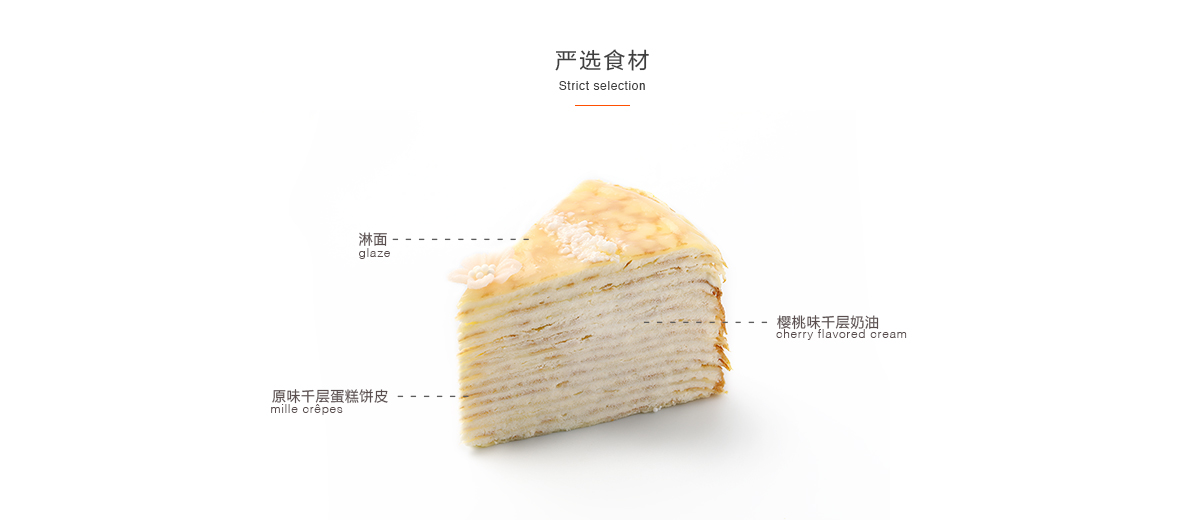 严选食材
Strict selection
淋面
glaze
樱桃味千层奶油
cherry flavored cream
原味千层蛋糕饼皮
mille crêpes